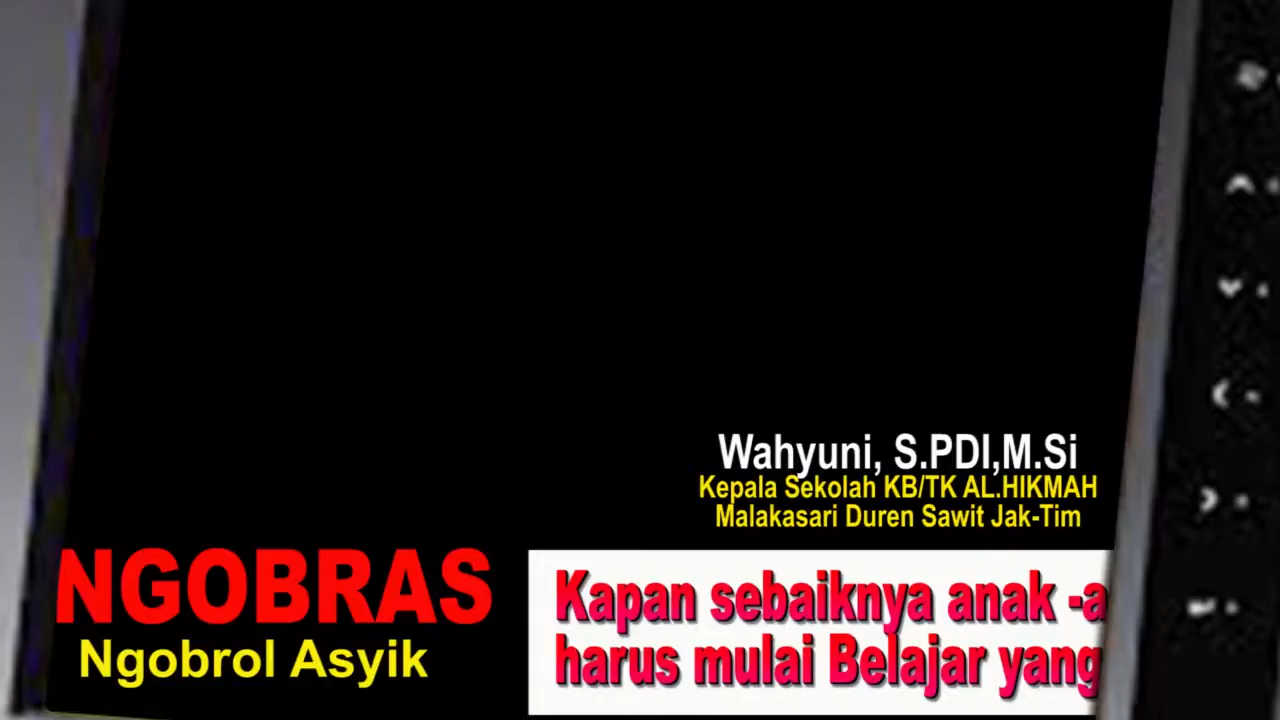 Wahyuni, S.PDI,M.Si
Kepala Sekolah KB/TK AL.HIKMAH
Malakasari Duren Sawit Jak-Tim
NGOBRAS
Ngobrol Asyik
Kapan sebaiknya anak -a
harus mulai Belajar yang